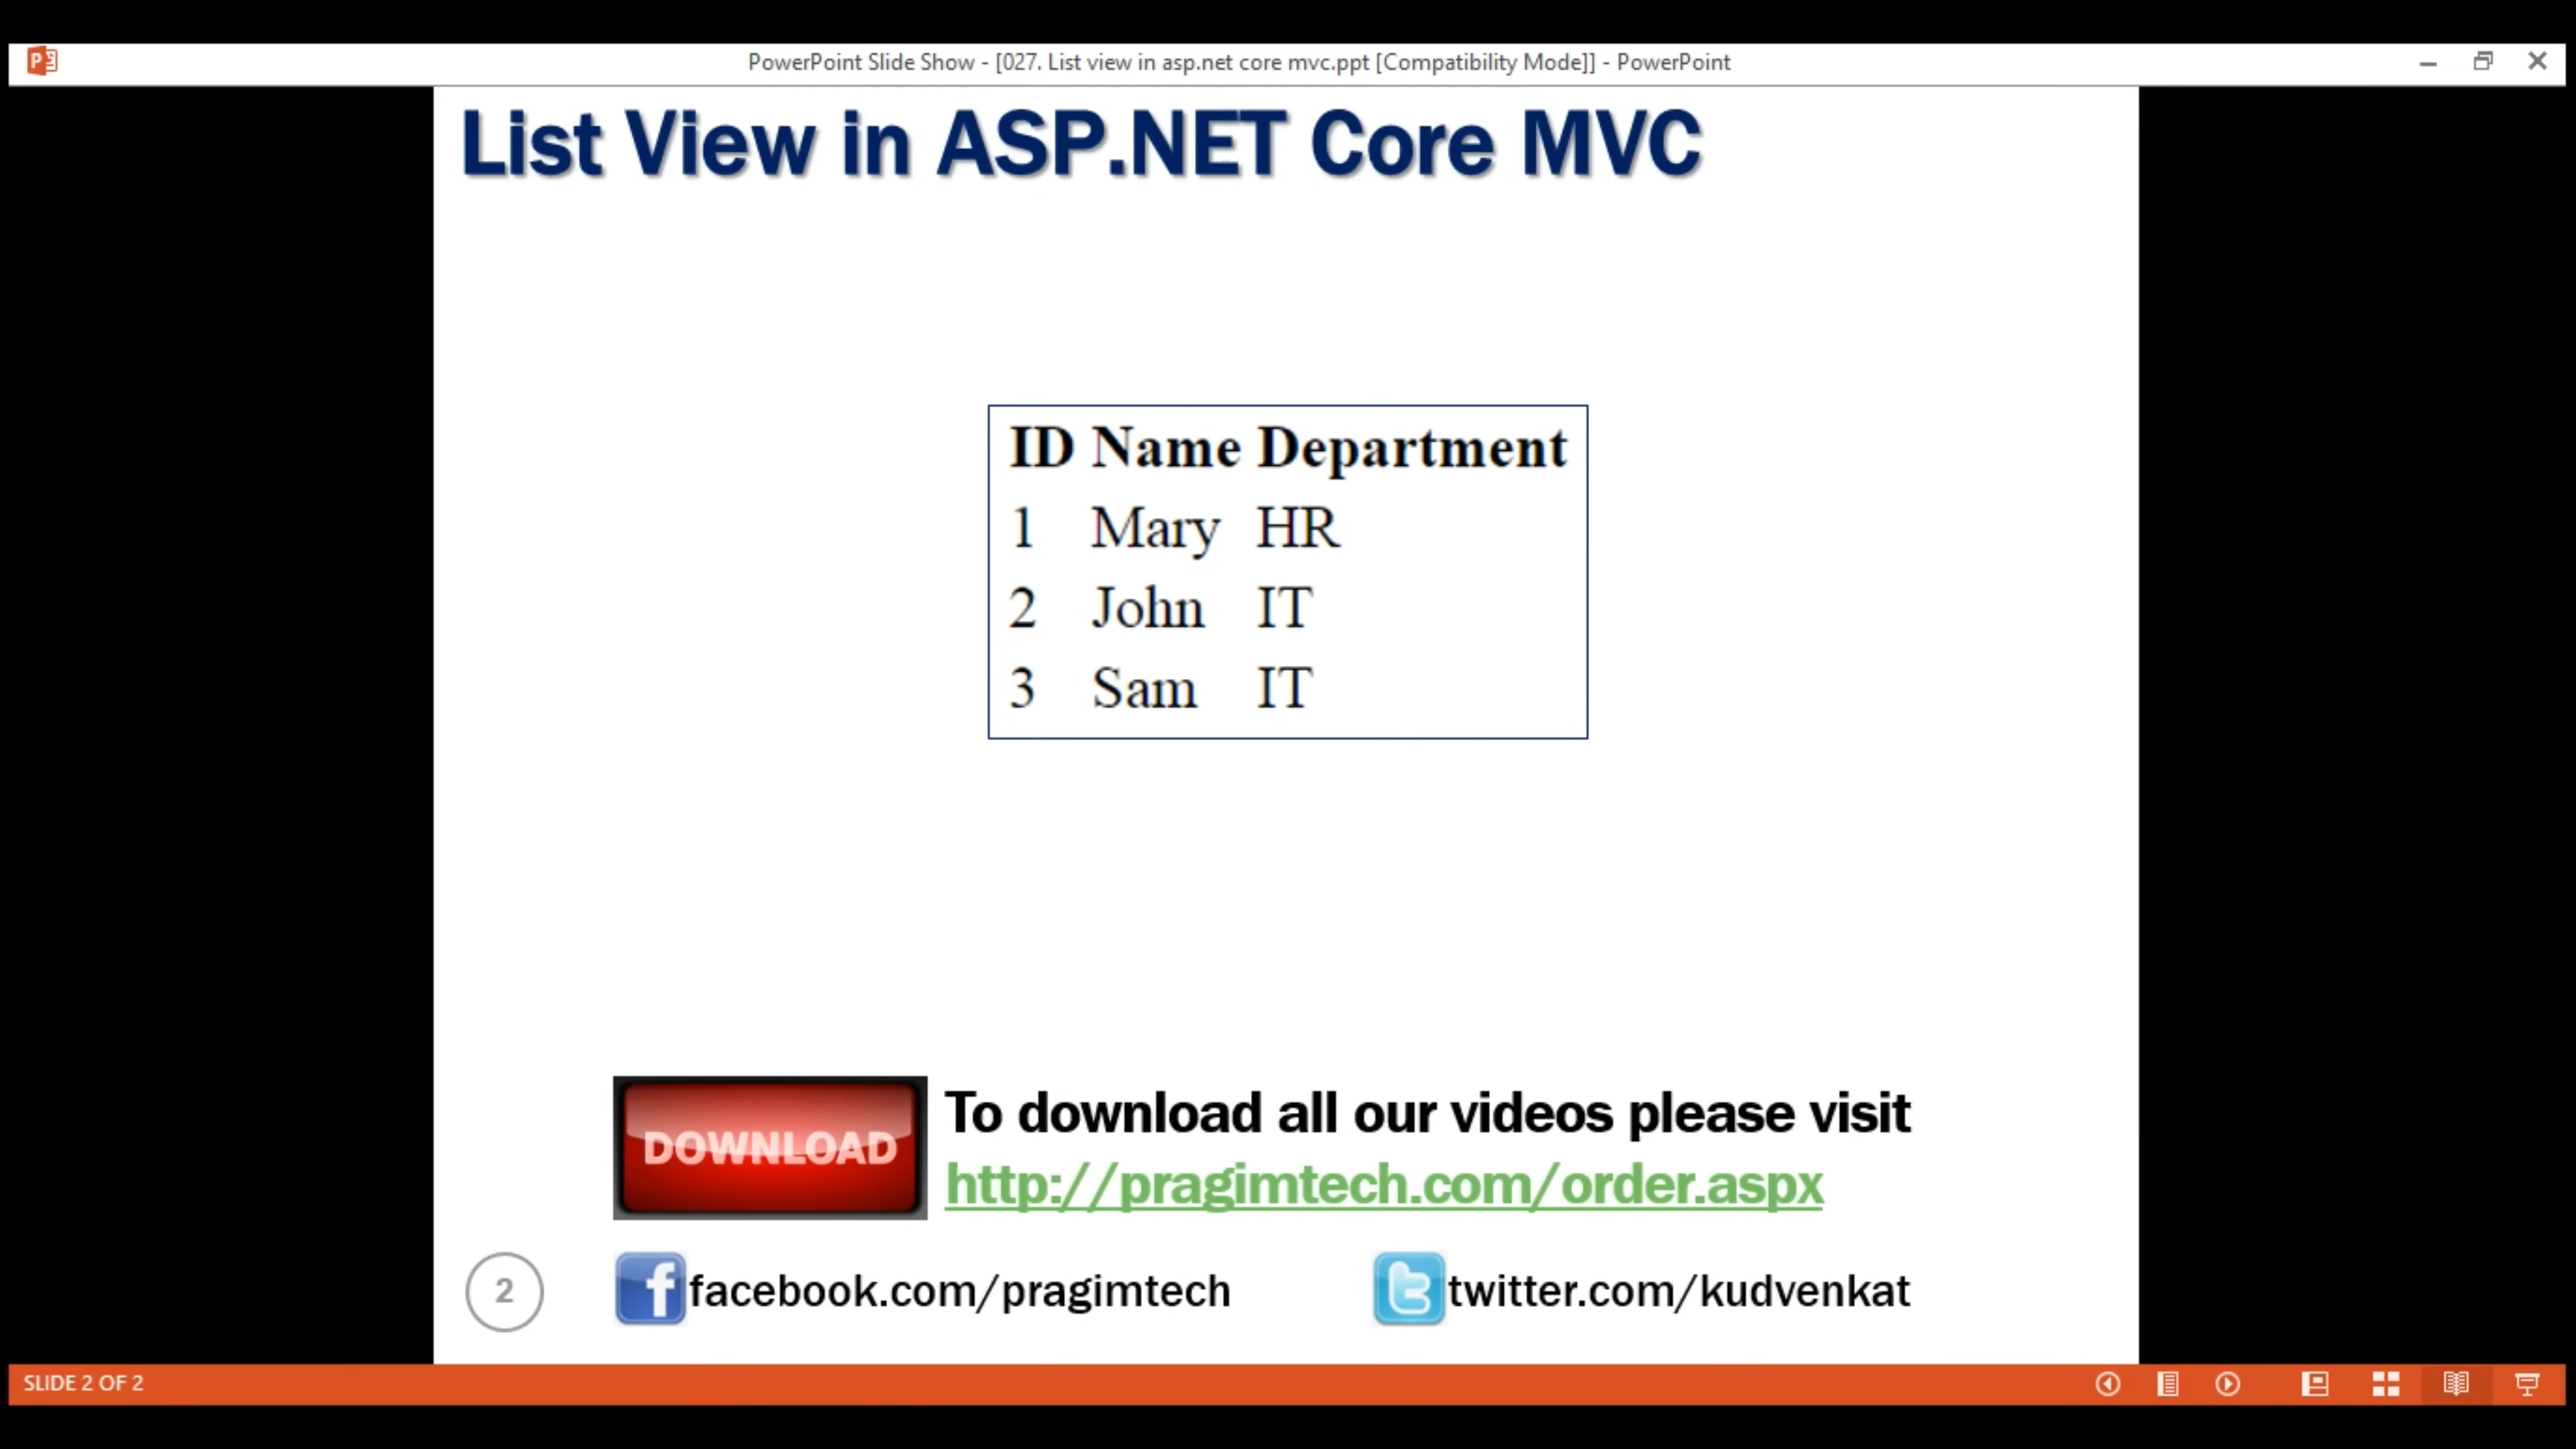 PowerPoint Slide Show - [027. List view in asp.net core mvc.ppt [Compatibility Mode]] - PowerPoint
List View in ASP.NET Core MVC
ID Name Department
1 Mary HR
2 John IT
3 Sam IT
DOWNLOAD
To download all our videos please visit
http://pragimtech.com/order.aspx
2
facebook.com/pragimtech
twitter.com/kudvenkat
SLIDE 2 OF 2